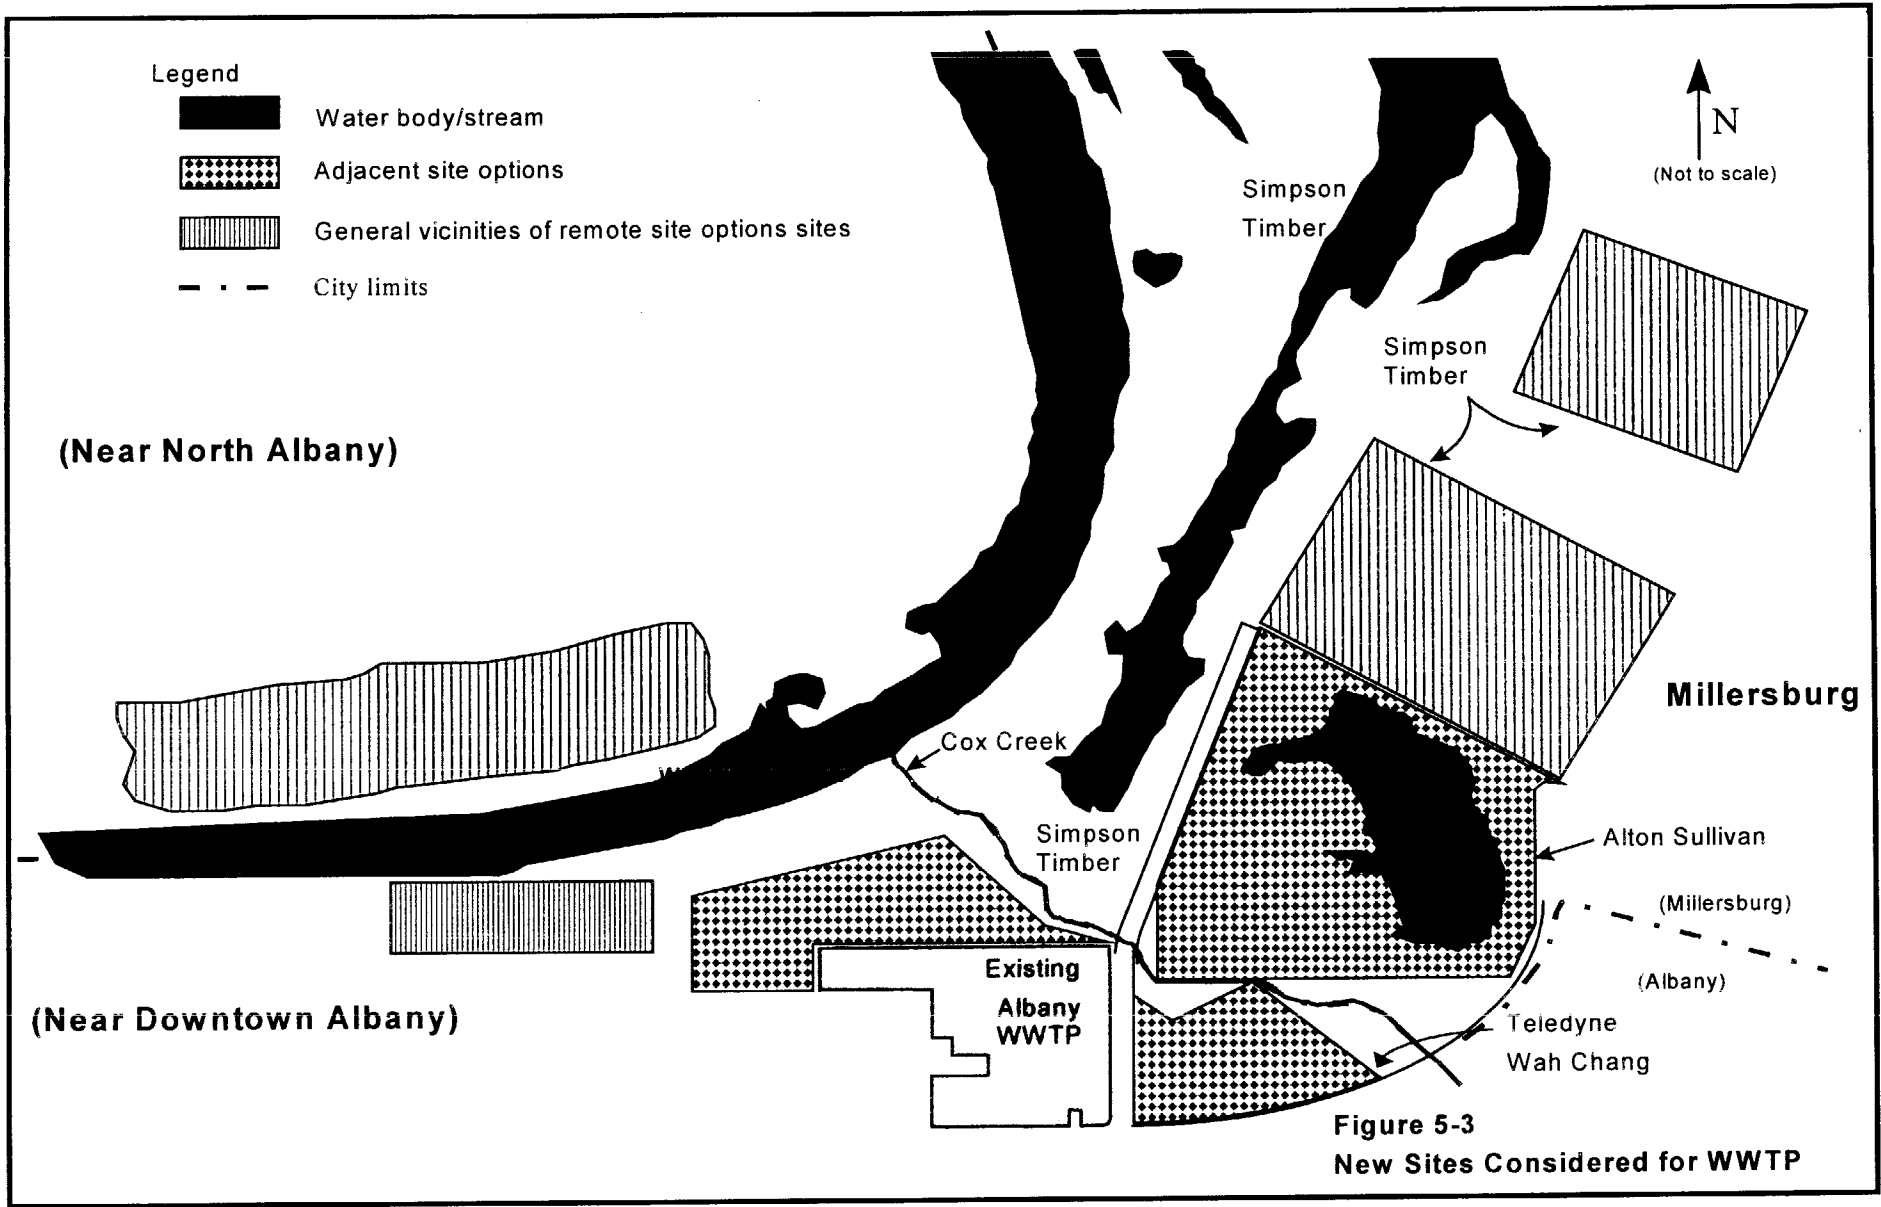 Legend
Water body/stream
Adjacent site options
General vicinities of remote site options sites
City limits
N
(Not to scale)
Simpson
Timber
Simpson
Timber
(Near North Albany)
Millersburg
Cox Creek
Simpson
Timber
Alton Sullivan
(Millersburg)
(Albany)
Existing
Albany
WWTP
(Near Downtown Albany)
Teledyne
Wah Chang
Figure 5-3
New Sites Considered for WWTP